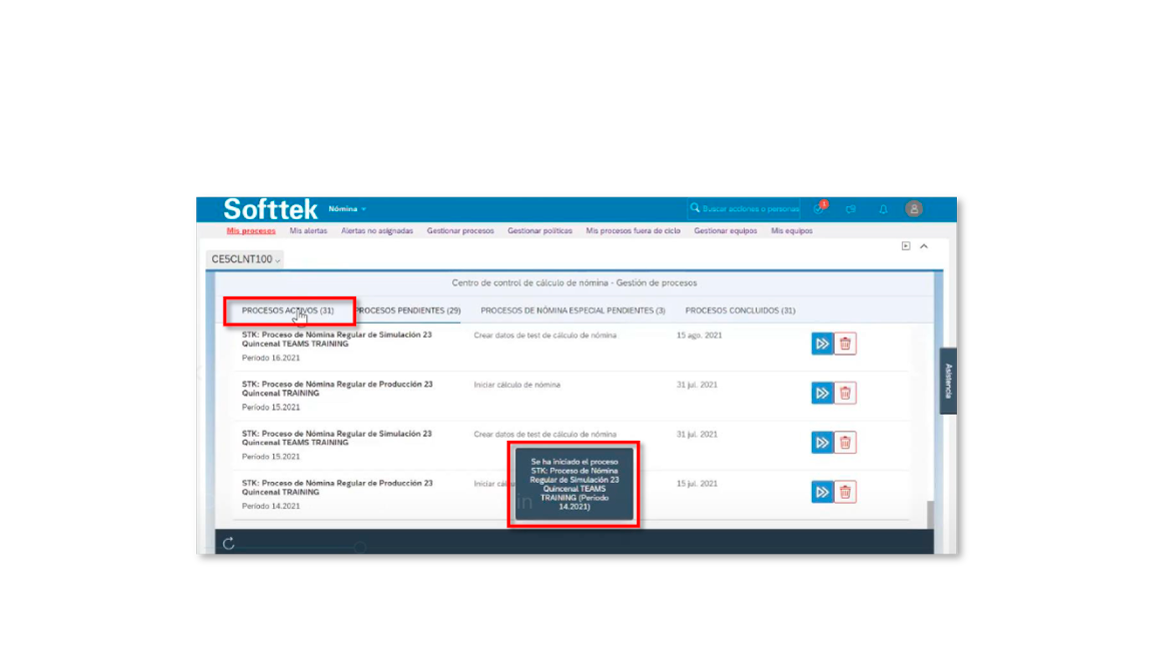 Softtek Nómina Buscar acciones o personas 1
Mis procesos Mis alertas Alertas no asignadas Gestionar procesos Gestionar políticas Mis procesos fuera de ciclo Gestionar equipos Mis equipos
CE5CLNT100
Centro de control de cálculo de nómina - Gestión de procesos
PROCESOS ACTIVOS (31) PROCESOS PENDIENTES (29) PROCESOS DE NÓMINA ESPECIAL PENDIENTES (3) PROCESOS CONCLUIDOS (31)
STK: Proceso de Nómina Regular de Simulación 23 Crear datos de test de cálculo de nómina 15 ago. 2021
Quincenal TEAMS TRAINING
Período 16.2021
STK: Proceso de Nómina Regular de Producción 23 Iniciar cálculo de nómina 31 jul. 2021
Quincenal TRAINING
Período 15.2021
STK: Proceso de Nómina Regular de Simulación 23 Crear datos de test de cálculo de nómina 31 jul. 2021
Quincenal TEAMS TRAINING
Período 15.2021
STK: Proceso de Nómina Regular de Producción 23 Iniciar 15 jul. 2021
Quincenal TRAINING
Período 14.2021
Se ha iniciado el proceso
STK: Proceso de Nómina
Regular de Simulación 23
Quincenal TEAMS
TRAINING (Período
14.2021)
Asistencia